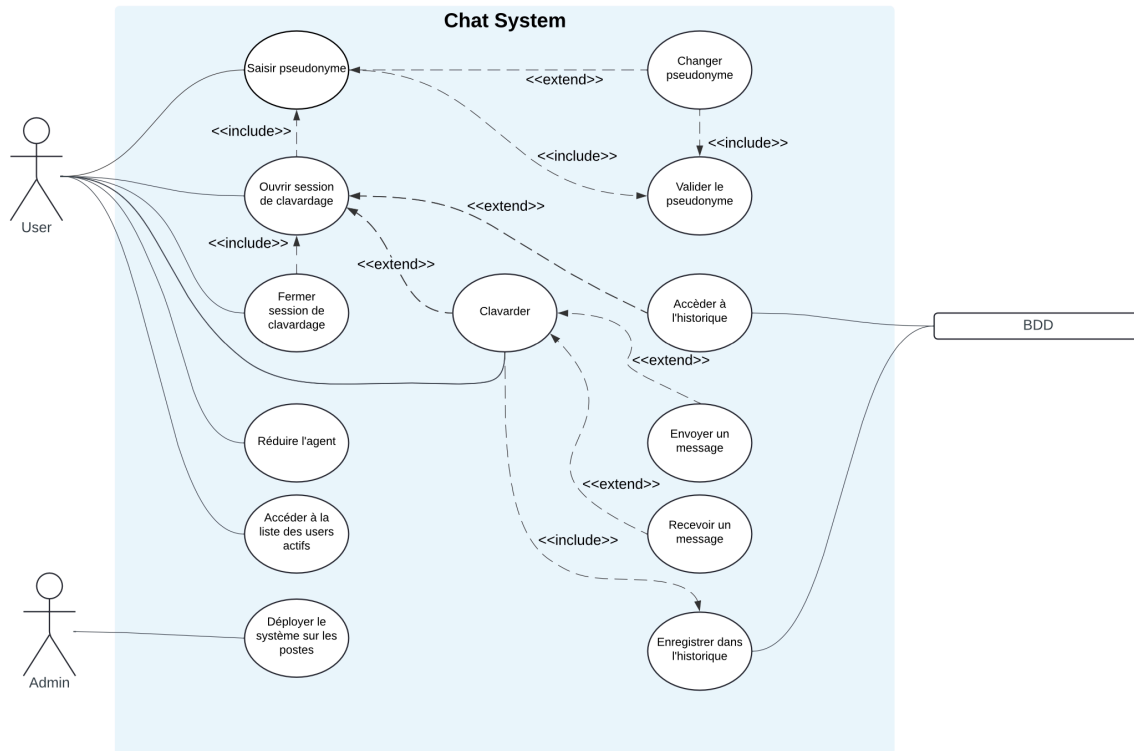 Chat System
Saisir pseudonyme
Changer
pseudonyme
<<extend>>
<<include>>
<<include>>
<<include>>
User
Ouvrir session
de clavardage
Valider le
pseudonyme
<<extend>>
<<include>>
<<extend>>
Fermer
session de
clavardage
Clavarder
Accèder à
l'historique
BDD
<<extend>>
Réduire l'agent
Envoyer un
message
<<extend>>
Accéder à la
liste des users
actifs
Recevoir un
message
<<include>>
Admin
Déployer le
système sur les
postes
Enregistrer dans
l'historique